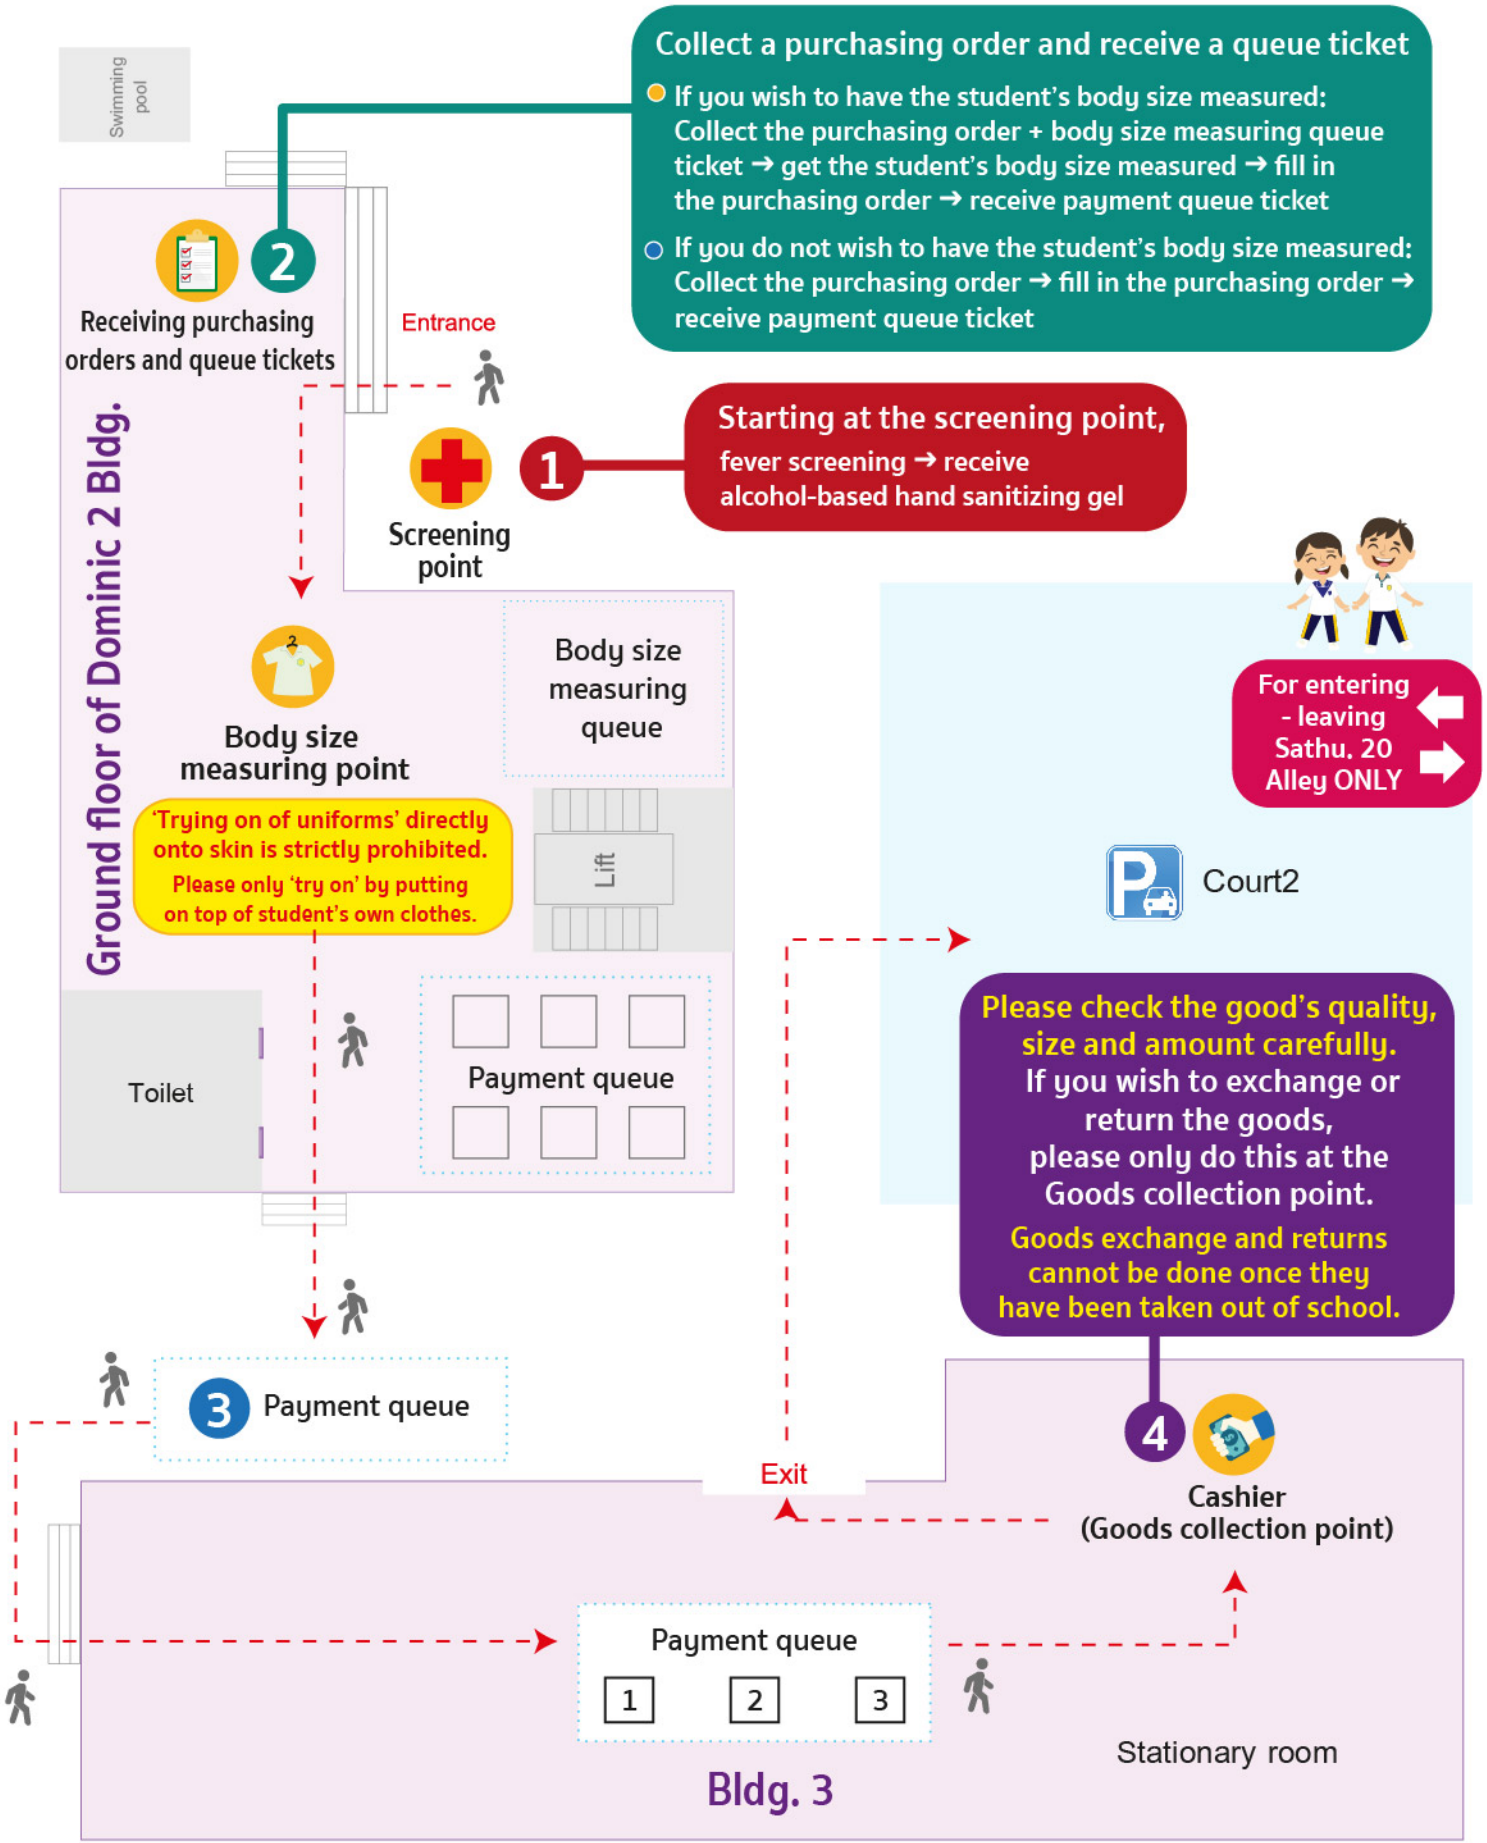 Swimming
pool
Collect a purchasing order and receive a queue ticket
If you wish to have the student's body size measured:
Collect the purchasing order + body size measuring queue
ticket → get the student's body size measured → fill in
the purchasing order → receive payment queue ticket
If you do not wish to have the student's body size measured:
Collect the purchasing order → fill in the purchasing order →
receive payment queue ticket
2
Receiving purchasing
orders and queue tickets
Entrance
1
Starting at the screening point,
fever screening → receive
alcohol-based hand sanitizing gel
Screening
point
Ground floor of Dominic 2 Bldg.
Body size
measuring point
'Trying on of uniforms' directly
onto skin is strictly prohibited.
Please only 'try on' by putting
on top of student's own clothes.
Body size
measuring
queue
Lift
For entering
- leaving
Sathu. 20
Alley ONLY
P
Court2
Toilet
Payment queue
Please check the good's quality,
size and amount carefully.
If you wish to exchange or
return the goods,
please only do this at the
Goods collection point.
Goods exchange and returns
cannot be done once they
have been taken out of school.
3
Payment queue
4
Exit
Cashier
(Goods collection point)
Payment queue
1
2
3
Stationary room
Bldg. 3